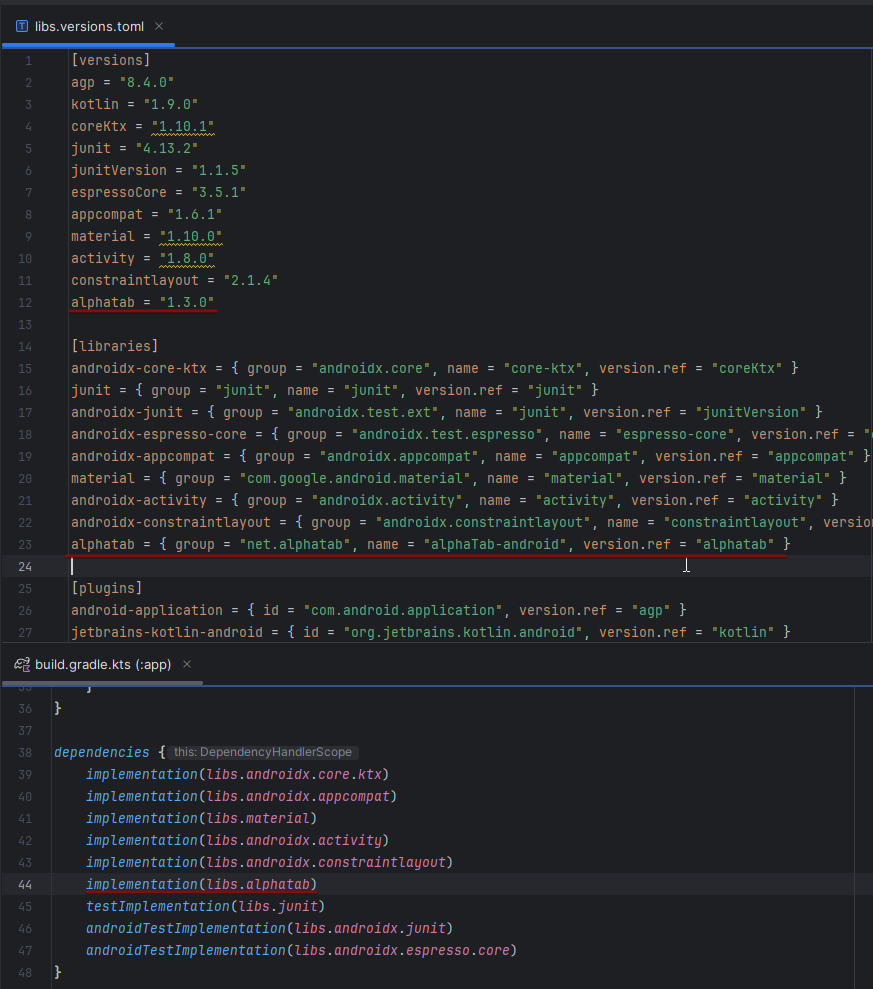 libs.versions.toml
1 [versions]
2 agp = "8.4.0"
3 kotlin = "1.9.0"
4 coreKtx = "1.10.1"
5 junit = "4.13.2"
6 junitVersion = "1.1.5"
7 espressoCore = "3.5.1"
8 appcompat = "1.6.1"
9 material = "1.10.0"
10 activity = "1.8.0"
11 constraintlayout = "2.1.4"
12 alphatab = "1.3.0"
13
14 [libraries]
15 androidx-core-ktx = { group = "androidx.core", name = "core-ktx", version.ref = "coreKtx" }
16 junit = { group = "junit", name = "junit", version.ref = "junit" }
17 androidx-junit = { group = "androidx.test.ext", name = "junit", version.ref = "junitVersion" }
18 androidx-espresso-core = { group = "androidx.test.espresso", name = "espresso-core", version.ref = "
19 androidx-appcompat = { group = "androidx.appcompat", name = "appcompat", version.ref = "appcompat" }
20 material = { group = "com.google.android.material", name = "material", version.ref = "material" }
21 androidx-activity = { group = "androidx.activity", name = "activity", version.ref = "activity" }
22 androidx-constraintlayout = { group = "androidx.constraintlayout", name = "constraintlayout", versio
23 alphatab = { group = "net.alphatab", name = "alphaTab-android", version.ref = "alphatab" }
24
25 [plugins]
26 android-application = { id = "com.android.application", version.ref = "agp" }
27 jetbrains-kotlin-android = { id = "org.jetbrains.kotlin.android", version.ref = "kotlin" }
build.gradle.kts (:app)
35 }
36 }
37
38 dependencies { this: DependencyHandlerScope
39 implementation(libs.androidx.core.ktx)
40 implementation(libs.androidx.appcompat)
41 implementation(libs.material)
42 implementation(libs.androidx.activity)
43 implementation(libs.androidx.constraintlayout)
44 implementation(libs.alphatab)
45 testImplementation(libs.junit)
46 androidTestImplementation(libs.androidx.junit)
47 androidTestImplementation(libs.androidx.espresso.core)
48 }